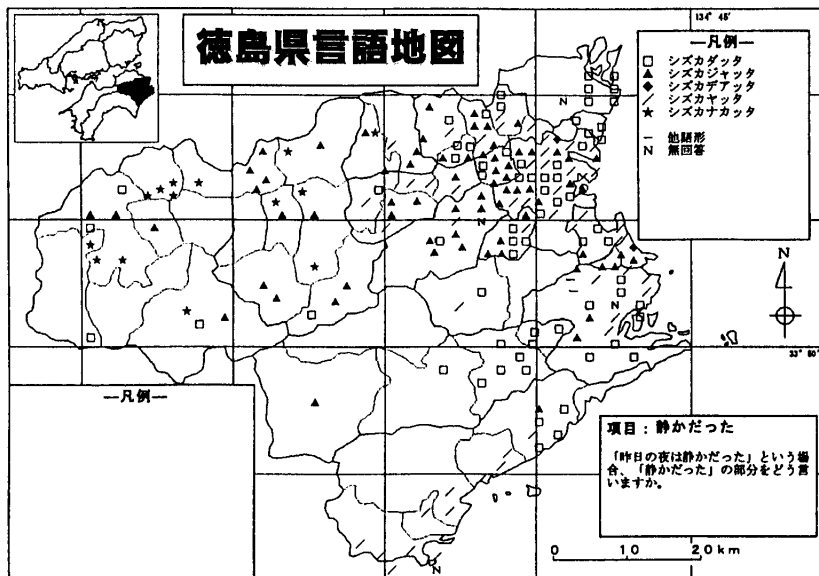 徳島県言語地図
134° 45′
―凡例―
シズカダッタ
シズカジャッタ
シズカデアッタ
シズカヤッタ
シズカナカッタ
他語形
N 無回答
N
33° 50′
―凡例―
項目：静かだった
「昨日の夜は静かだった」という場
合、「静かだった」の部分をどう言
いますか。
0 10 20km